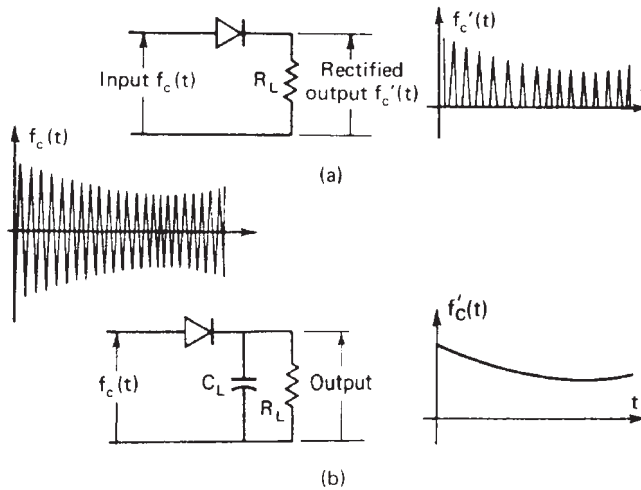 f_c'(t)
Input f_c(t)
R_L
Rectified
output f_c'(t)
(a)
f_c(t)
f_C'(t)
f_c(t)
C_L
R_L
Output
t
(b)